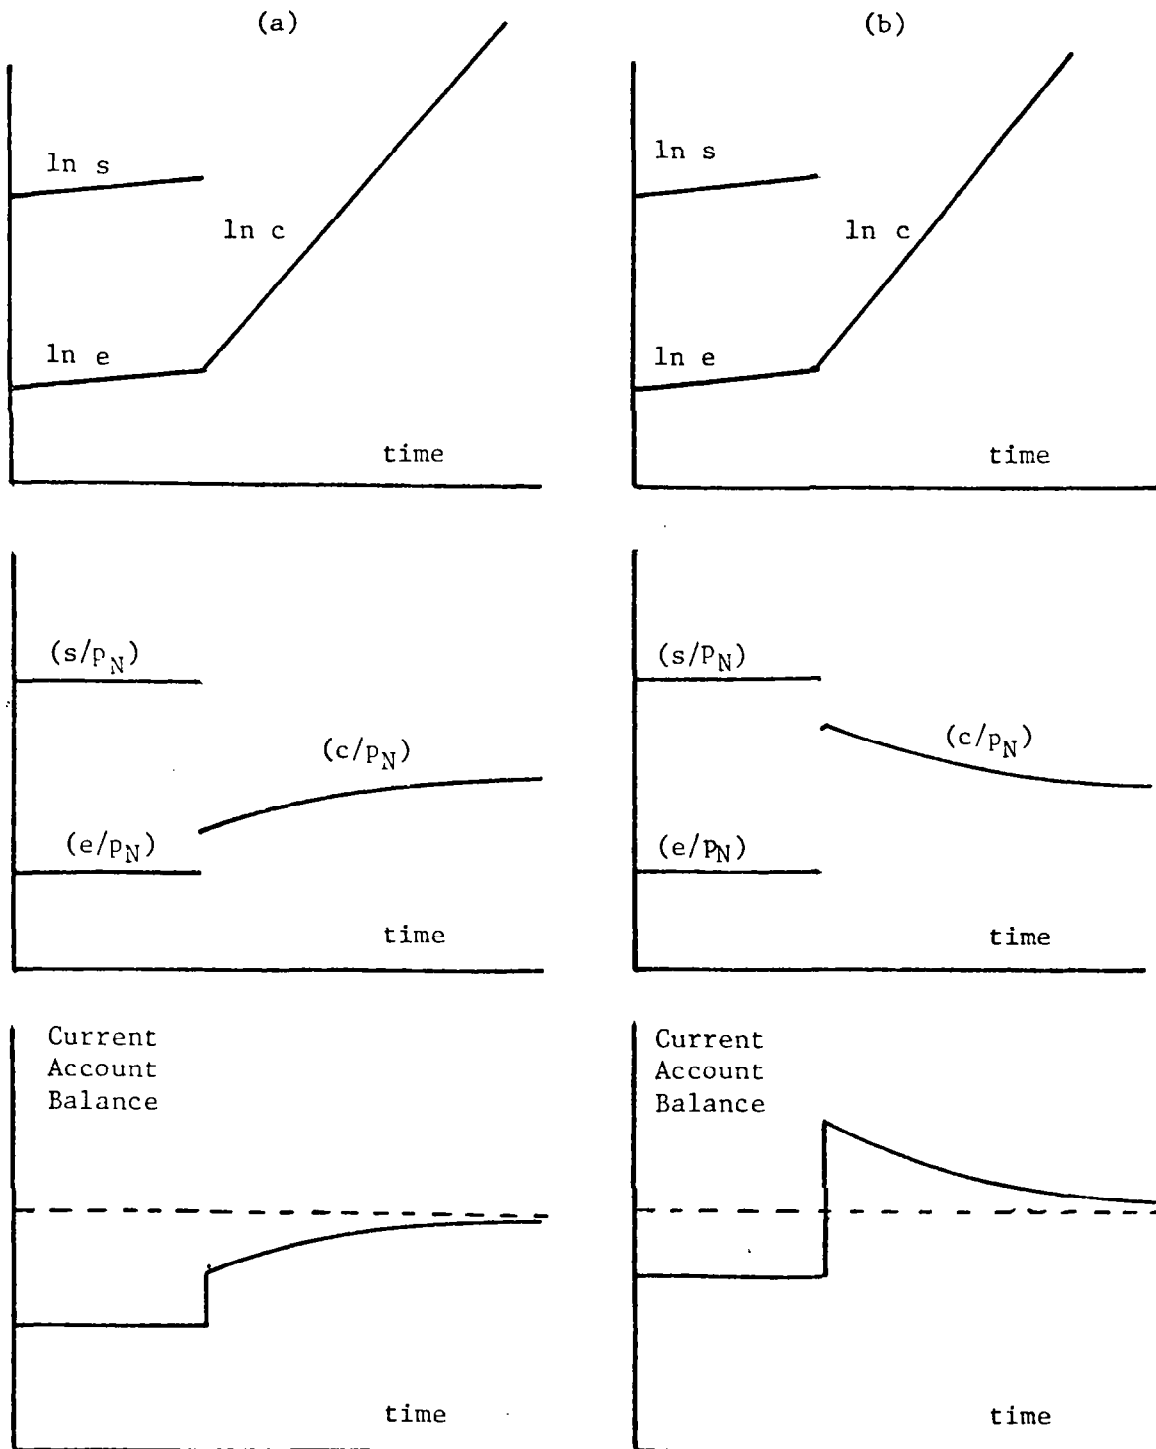 (a)
ln s
ln c
ln e
time
(b)
ln s
ln c
ln e
time
(s/pN)
(c/pN)
(e/pN)
time
(s/pN)
(c/pN)
(e/pN)
time
Current
Account
Balance
time
Current
Account
Balance
time